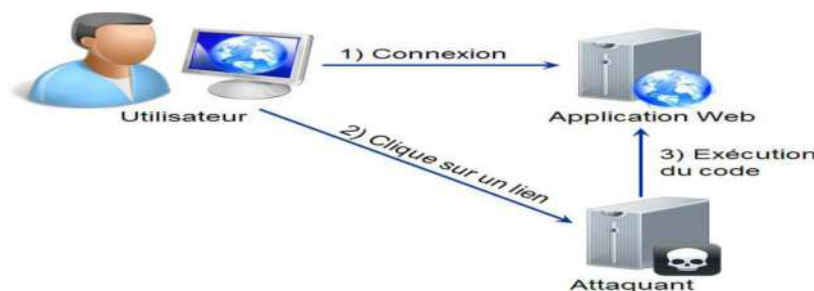 1) Connexion
Utilisateur
Application Web
2) Clique sur un lien
3) Exécution
du code
Attaquant